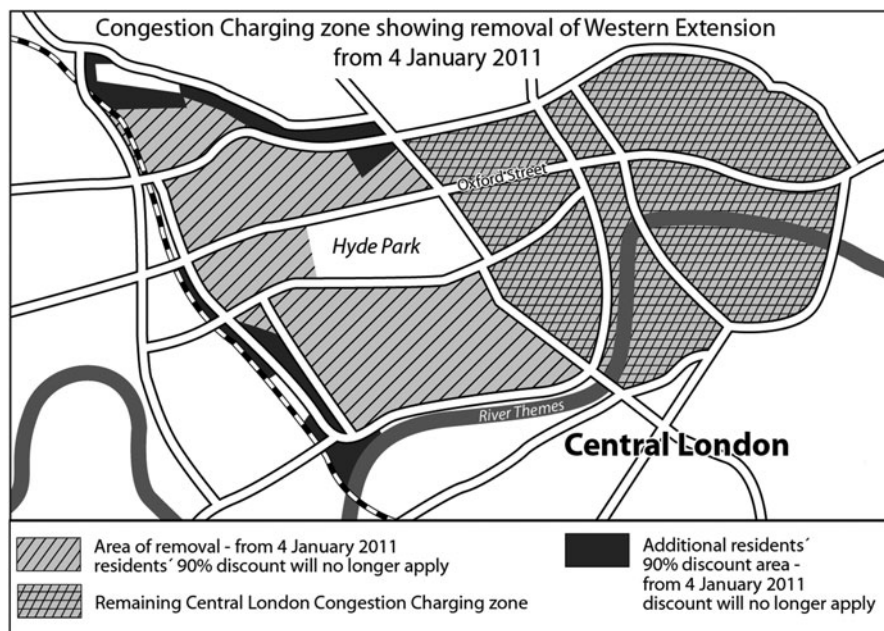 Congestion Charging zone showing removal of Western Extension
from 4 January 2011
Oxford Street
Hyde Park
River Themes
Central London
Area of removal - from 4 January 2011
residents´ 90% discount will no longer apply
Remaining Central London Congestion Charging zone
Additional residents´
90% discount area -
from 4 January 2011
discount will no longer apply